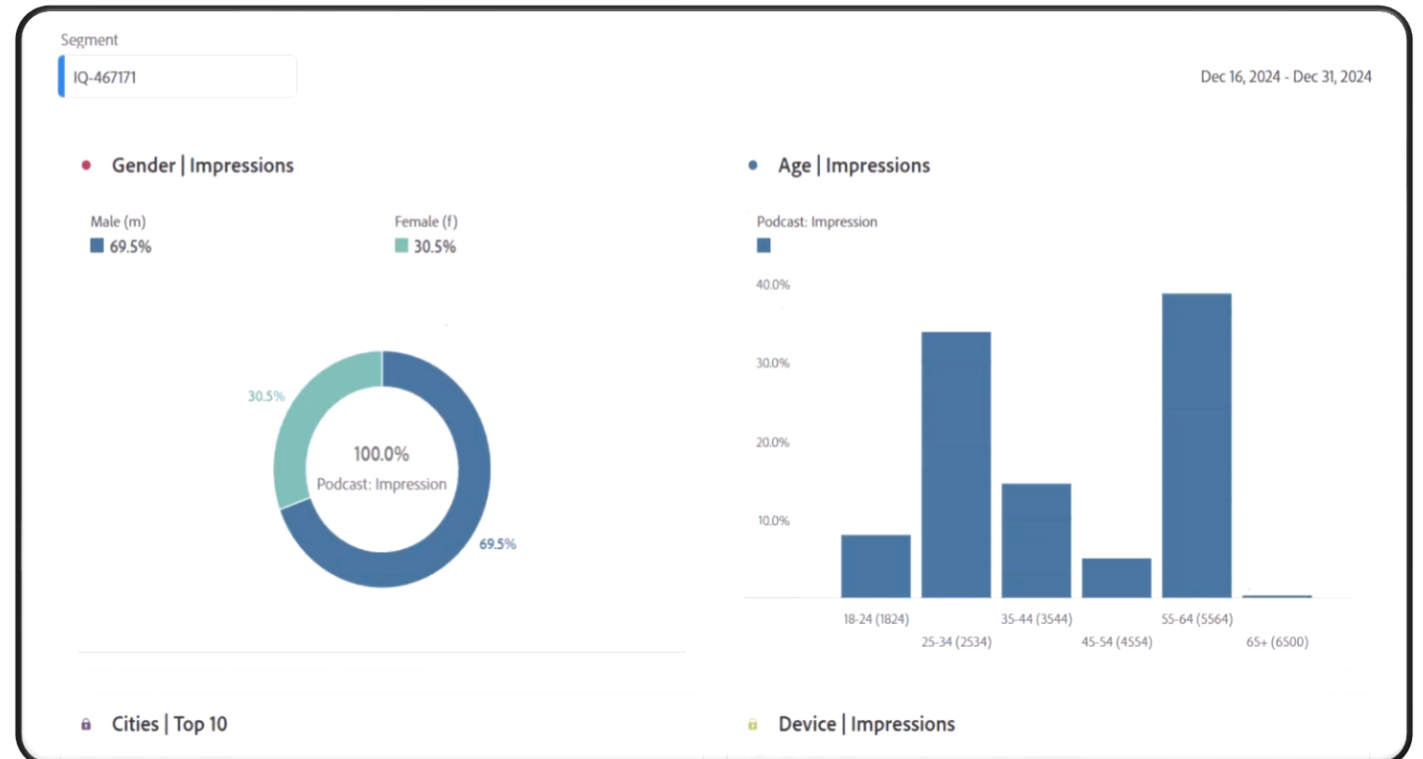 Segment
IQ-467171
Dec 16, 2024 - Dec 31, 2024
Gender | Impressions
Male (m)
69.5%
Female (f)
30.5%
30.5%
100.0%
Podcast: Impression
69.5%
Age | Impressions
Podcast: Impression
40.0%
30.0%
20.0%
10.0%
18-24 (1824)
25-34 (2534)
35-44 (3544)
45-54 (4554)
55-64 (5564)
65+ (6500)
Cities | Top 10
Device | Impressions